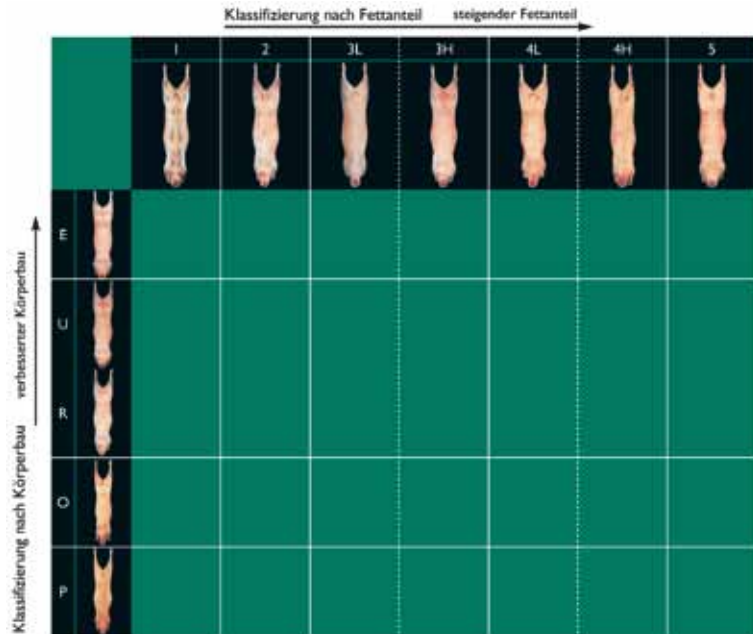 Klassifizierung nach Fettanteil steigender Fettanteil
1 2 3L 3H 4L 4H 5
E
U
R
O
P
verbesserter Körperbau
Klassifizierung nach Körperbau